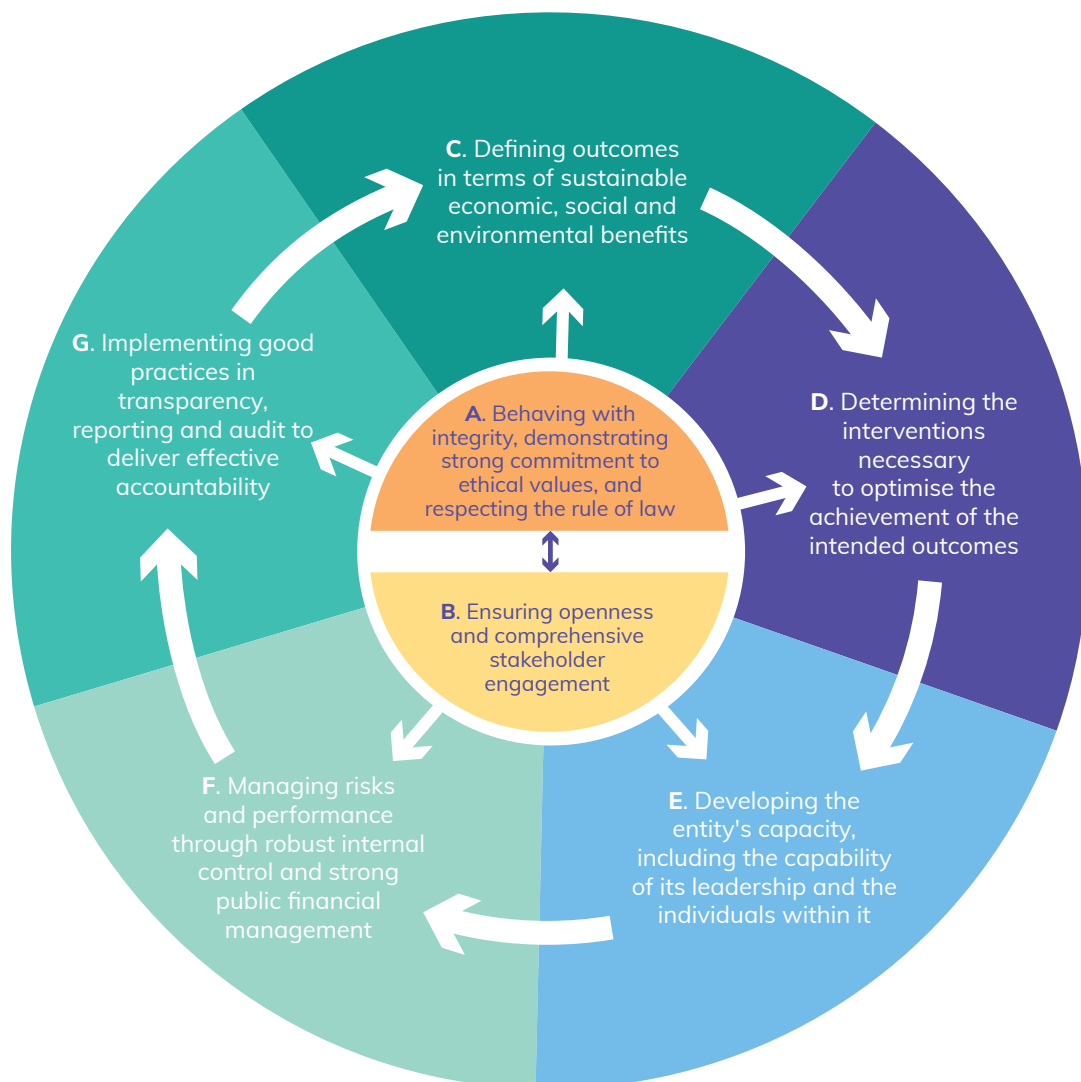 C. Defining outcomes
in terms of sustainable
economic, social and
environmental benefits
G. Implementing good
practices in
transparency,
reporting and audit to
deliver effective
accountability
D. Determining the
interventions
necessary
to optimise the
achievement of the
intended outcomes
A. Behaving with
integrity, demonstrating
strong commitment to
ethical values, and
respecting the rule of law
B. Ensuring openness
and comprehensive
stakeholder
engagement
F. Managing risks
and performance
through robust internal
control and strong
public financial
management
E. Developing the
entity's capacity,
including the capability
of its leadership and the
individuals within it